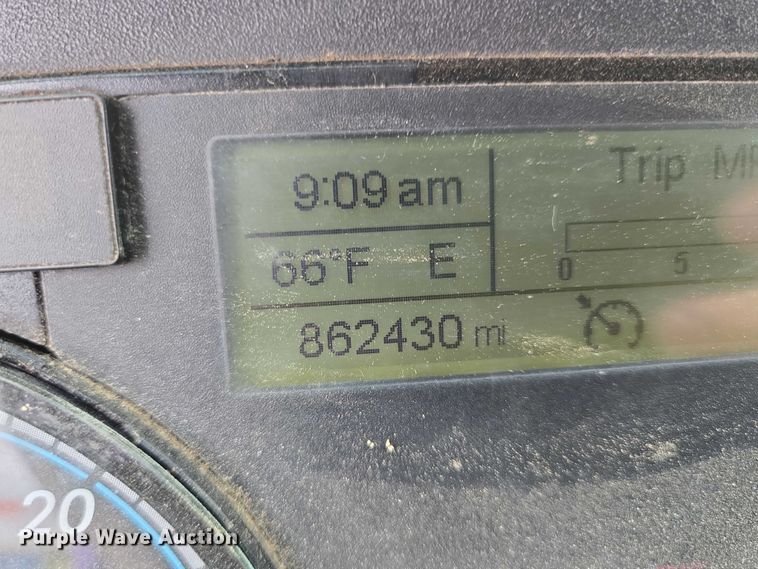 9:09 am
Trip
66°F E
0 5
862430 mi
20
Purple Wave Auction